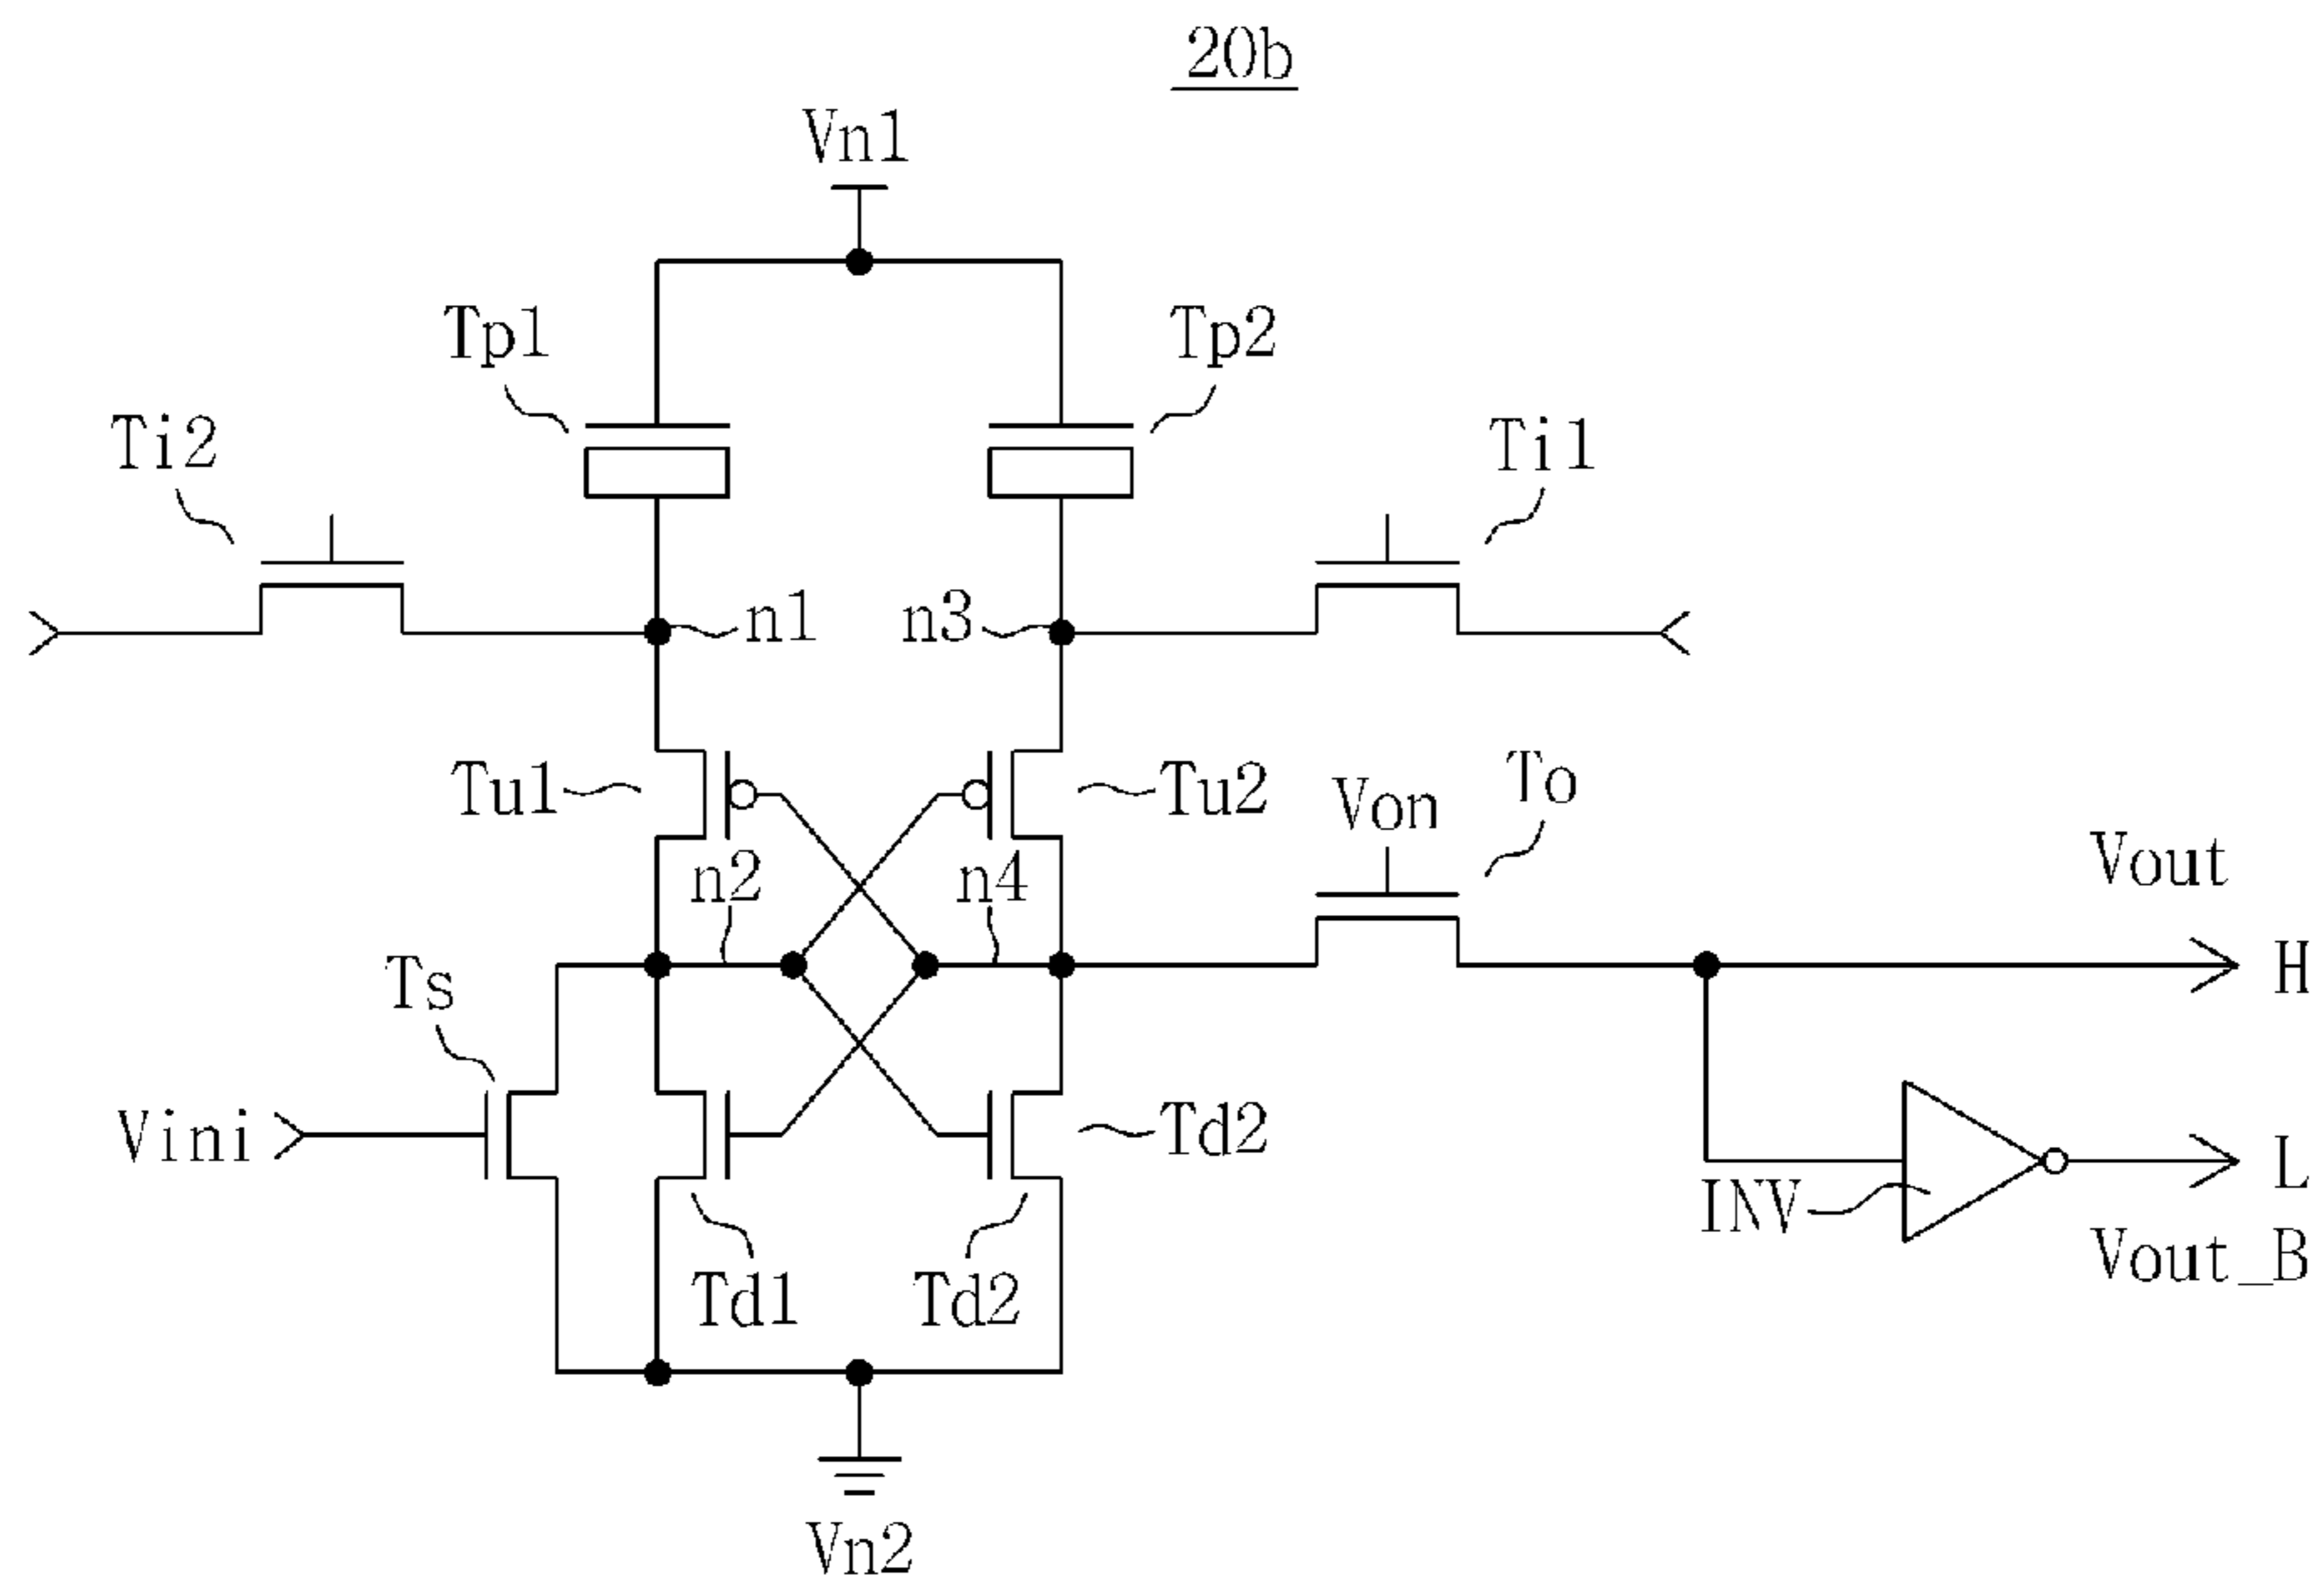 20b
Vn1
Tp1
Tp2
Ti2
Ti1
n1
n3
Tu1
Tu2
Von
To
Vout
n2
n4
Ts
H
Vini
Td2
L
INV
Vout_B
Td1
Td2
Vn2